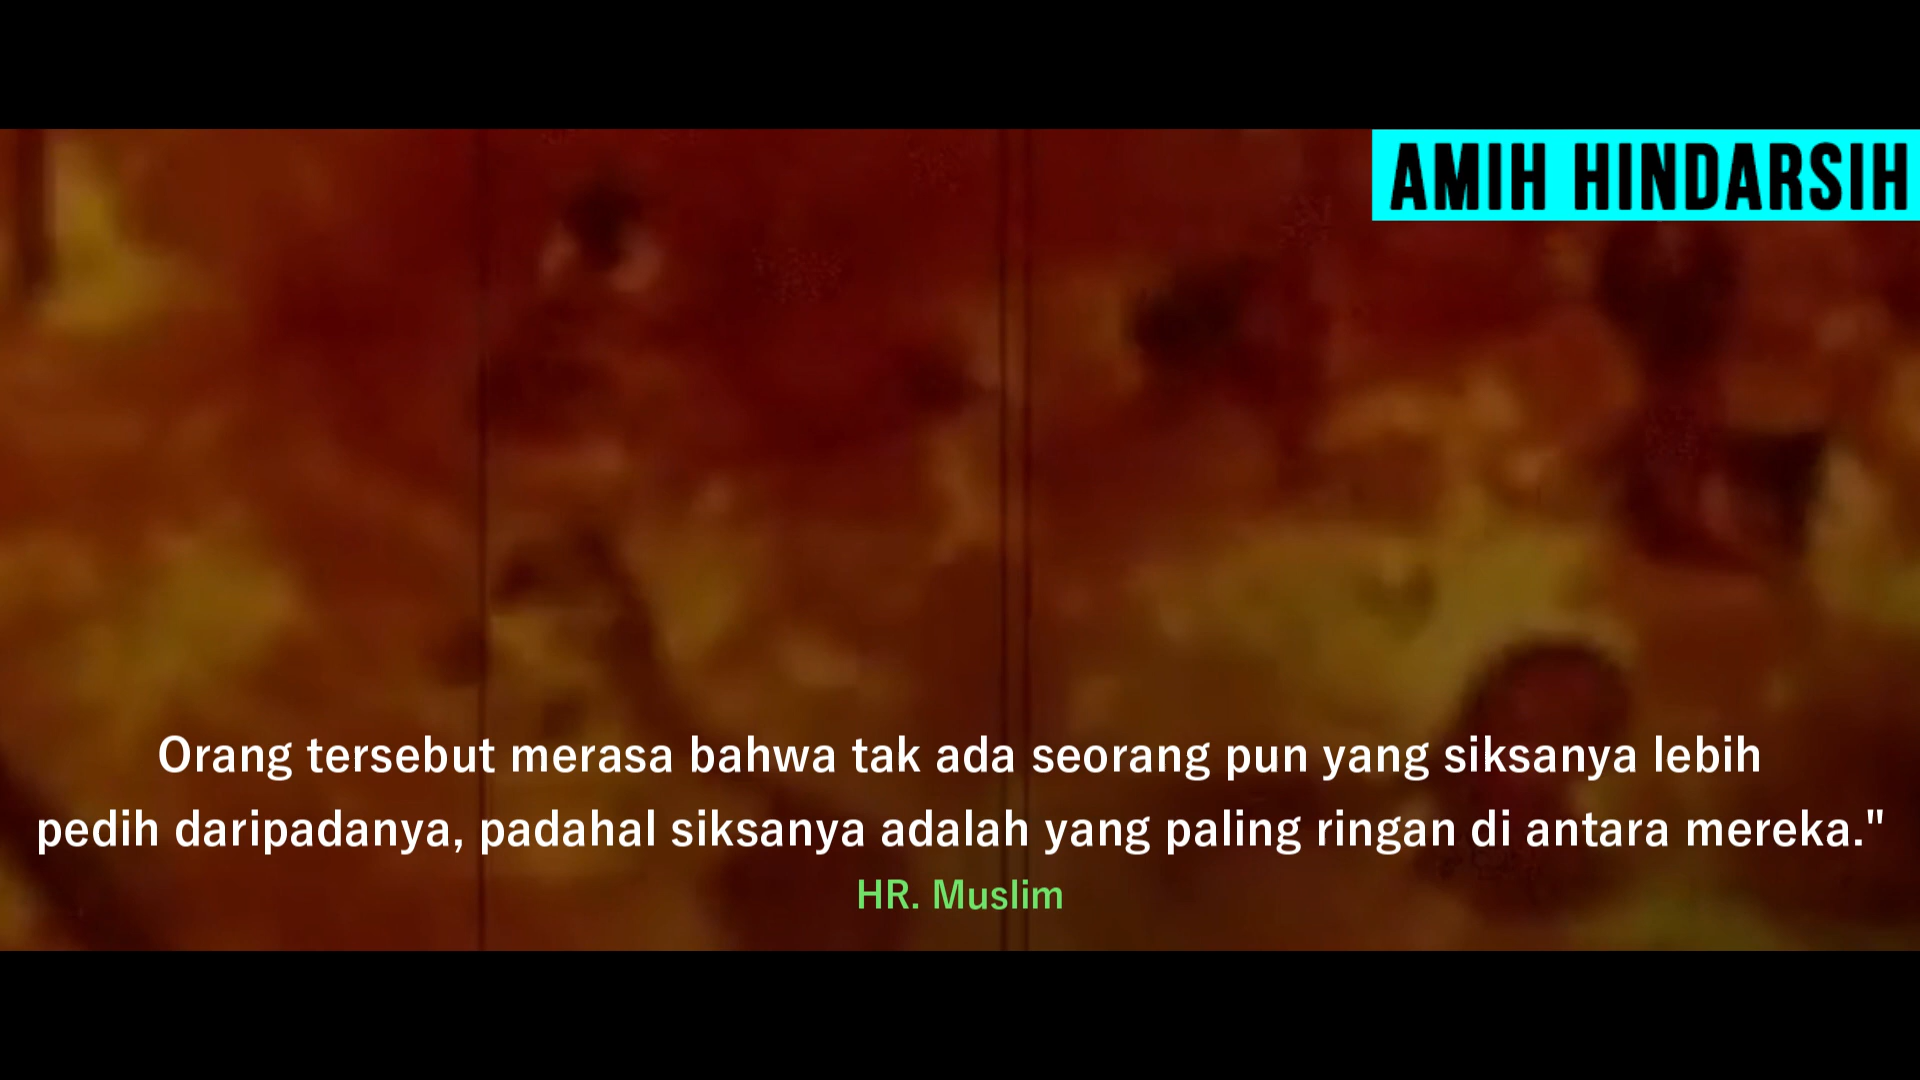 AMIH HINDARSIH
Orang tersebut merasa bahwa tak ada seorang pun yang siksanya lebih
pedih daripadanya, padahal siksanya adalah yang paling ringan di antara mereka."
HR. Muslim